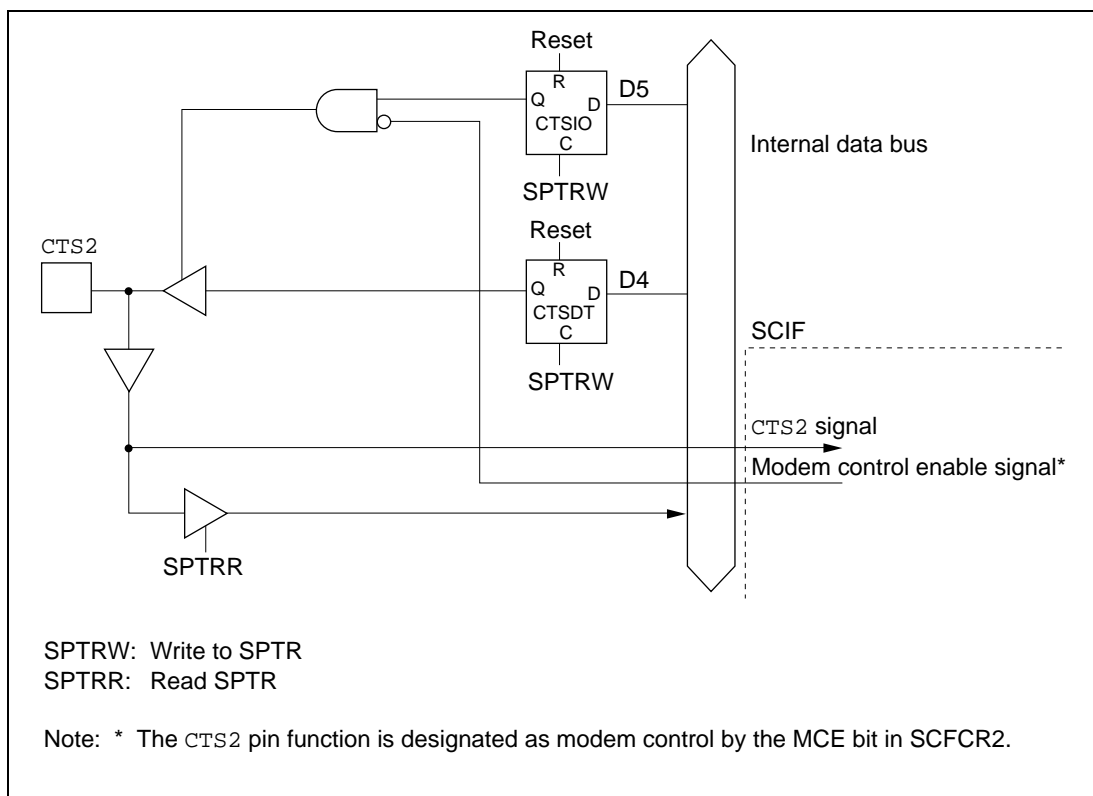 Reset
R
D5
Q
D
CTSIO
C
Internal data bus
SPTRW
Reset
CTS2
R
D4
Q
D
CTSDT
C
SCIF
SPTRW
CTS2 signal
Modem control enable signal*
SPTRR
SPTRW: Write to SPTR
SPTRR: Read SPTR
Note: * The CTS2 pin function is designated as modem control by the MCE bit in SCFCR2.